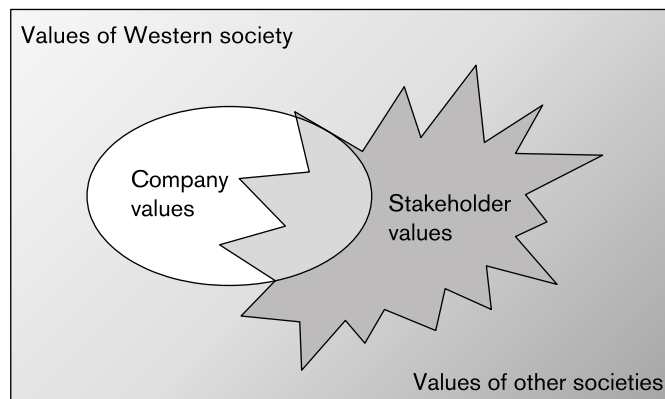 Values of Western society
Company
values
Stakeholder
values
Values of other societies